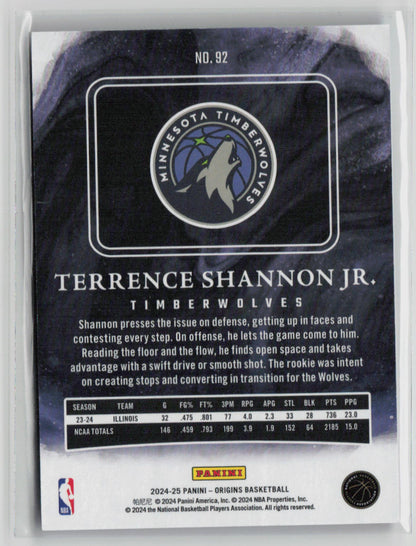 NO. 92
MINNESOTA TIMBERWOLVES
TERRENCE SHANNON JR.
TIMBERWOLVES
Shannon presses the issue on defense, getting up in faces and
contesting every step. On offense, he lets the game come to him.
Reading the floor and the flow, he finds open space and takes
advantage with a swift drive or smooth shot. The rookie was intent
on creating stops and converting in transition for the Wolves.
SEASON TEAM G FG% FT% 3PM RPG APG STL BLK PTS PPG
23-24 ILLINOIS 32 .475 .801 77 4.0 2.3 33 28 736 23.0
NCAA TOTALS 146 .459 .793 199 3.9 1.9 152 64 2185 15.0
PANINI
NBA
2024-25 PANINI – ORIGINS BASKETBALL
帕尼尼 © 2024 Panini America, Inc. © 2024 NBA Properties, Inc.
© 2024 the National Basketball Players Association. All rights reserved.